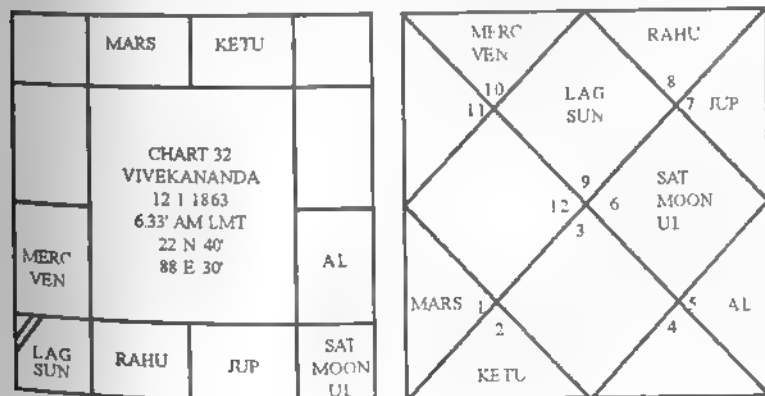 MARS
KETU
CHART 32
VIVEKANANDA
12 1 1863
6.33' AM LMT
22 N 40'
88 E 30'
MERC
VEN
AL
LAG
SUN
RAHU
JUP
SAT
MOON
U1
MERC
VEN
RAHU
10
8
11
LAG
SUN
7
JUP
9
12
6
3
SAT
MOON
U1
MARS
1
5
AL
2
4
KETU